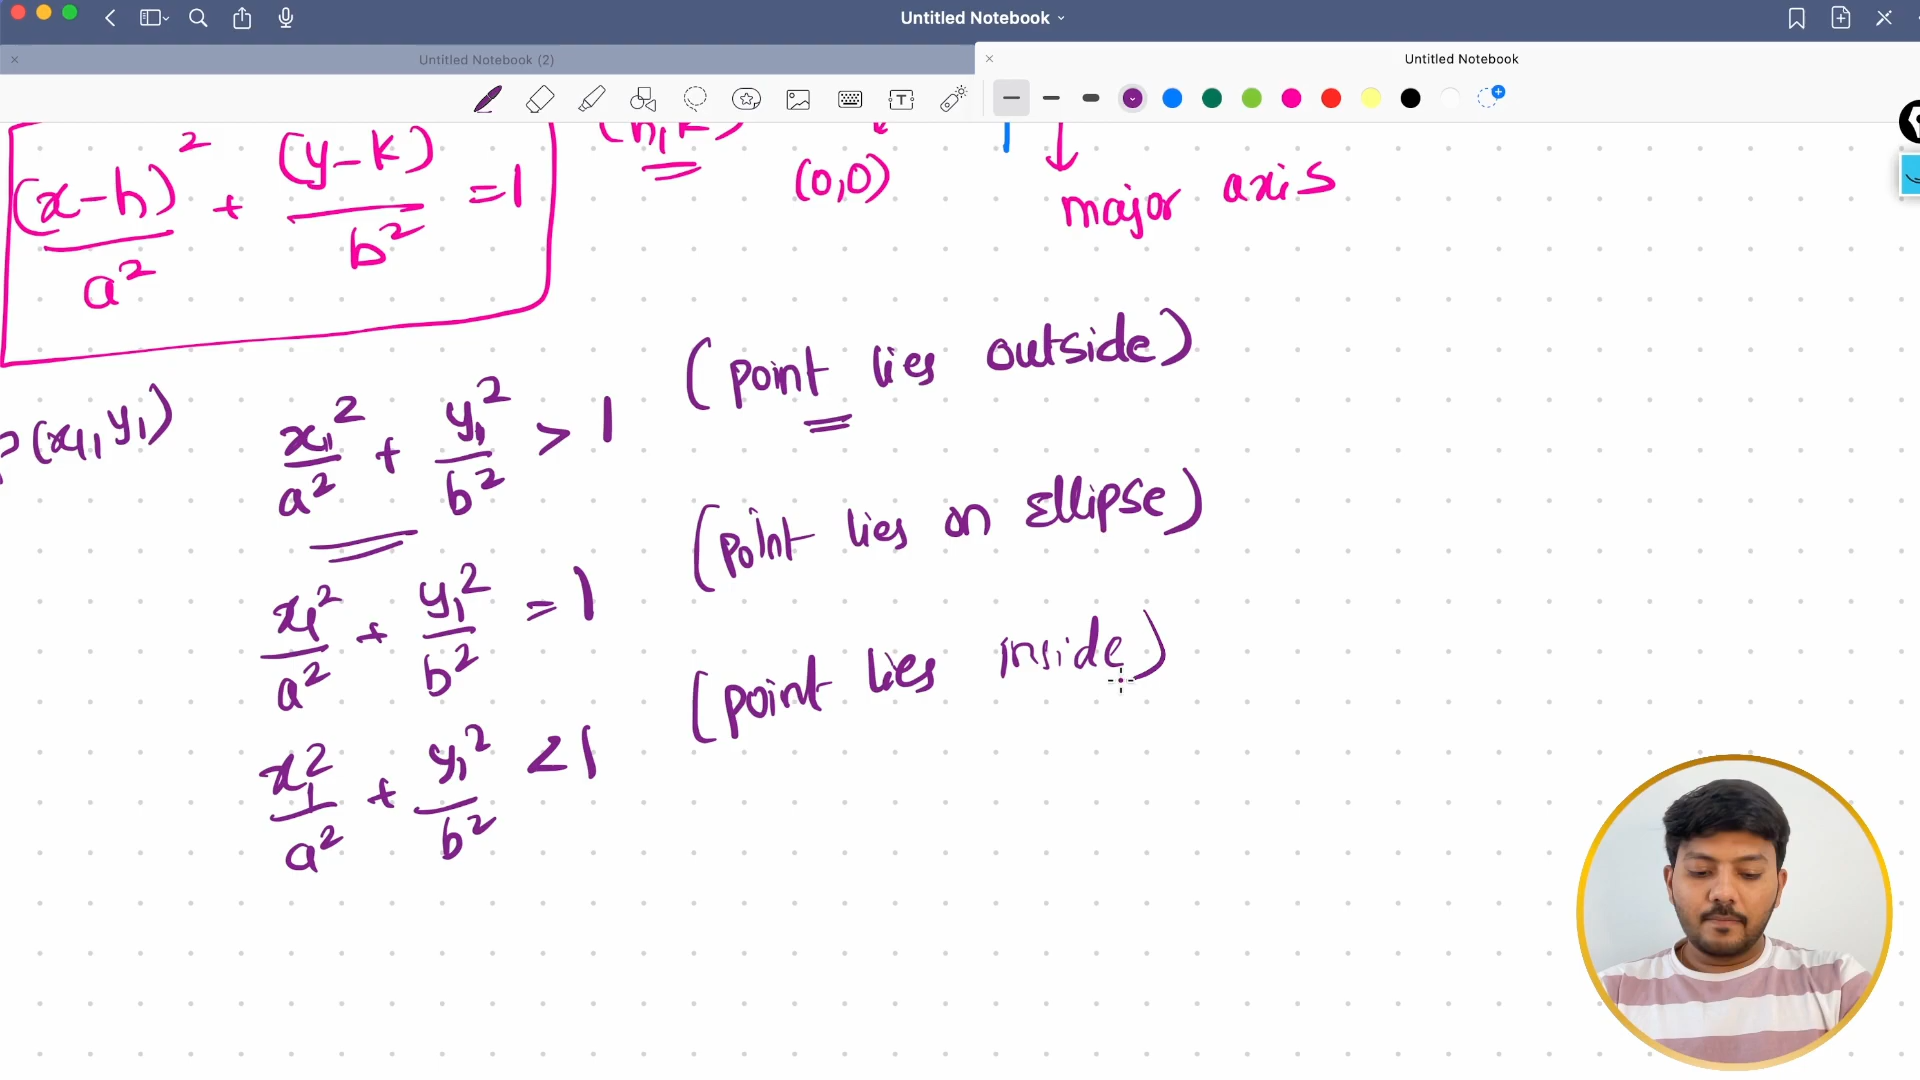 Untitled Notebook
Untitled Notebook (2)
Untitled Notebook
(x-h)² / a² + (y-k) / b² = 1
(h,k)
(0,0)
major axis
P(x₁,y₁)
x₁²/a² + y₁²/b² > 1 (point lies outside)
x₁²/a² + y₁²/b² = 1 (point lies on Ellipse)
x₁²/a² + y₁²/b² < 1 (point lies inside)